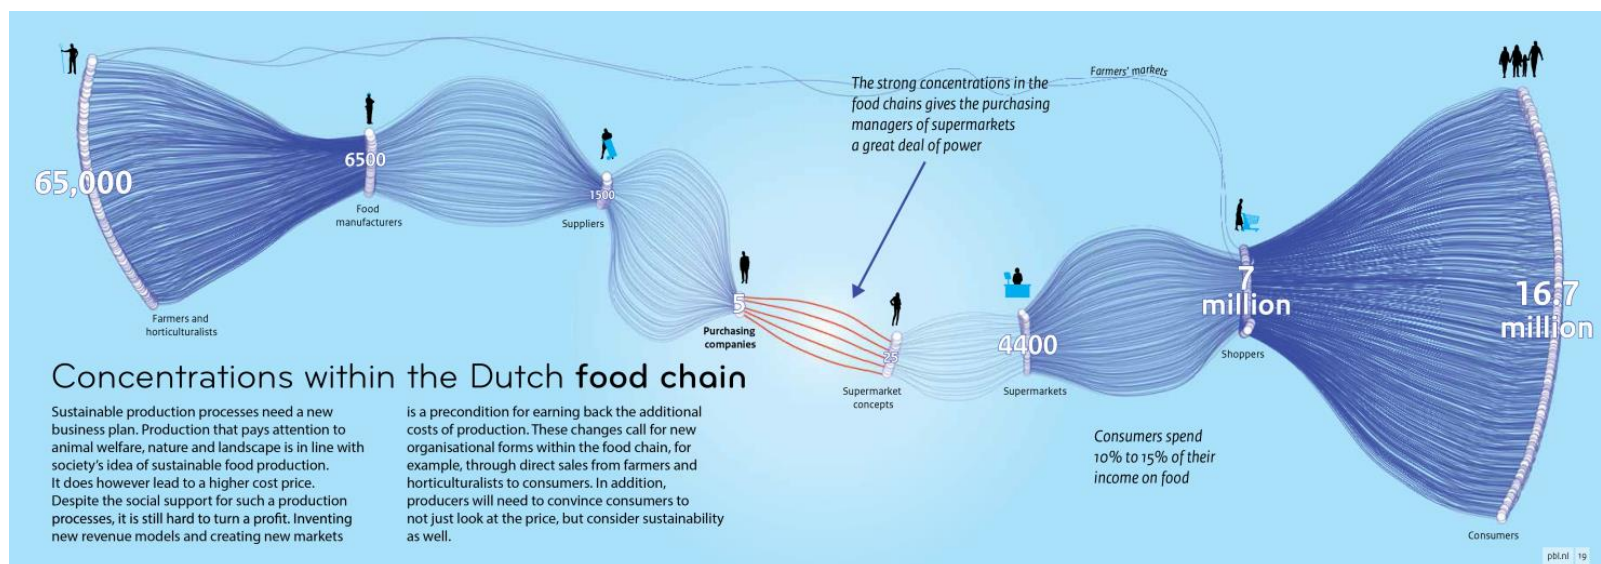 Farmers' markets
The strong concentrations in the
food chains gives the purchasing
managers of supermarkets
a great deal of power
65,000
Farmers and
horticulturalists
6500
Food
manufacturers
1500
Suppliers
5
Purchasing
companies
25
Supermarket
concepts
4400
Supermarkets
7
million
Shoppers
16.7
million
Consumers
Consumers spend
10% to 15% of their
income on food
Concentrations within the Dutch food chain
Sustainable production processes need a new
business plan. Production that pays attention to
animal welfare, nature and landscape is in line with
society's idea of sustainable food production.
It does however lead to a higher cost price.
Despite the social support for such a production
processes, it is still hard to turn a profit. Inventing
new revenue models and creating new markets
is a precondition for earning back the additional
costs of production. These changes call for new
organisational forms within the food chain, for
example, through direct sales from farmers and
horticulturalists to consumers. In addition,
producers will need to convince consumers to
not just look at the price, but consider sustainability
as well.
pbl.nl 19